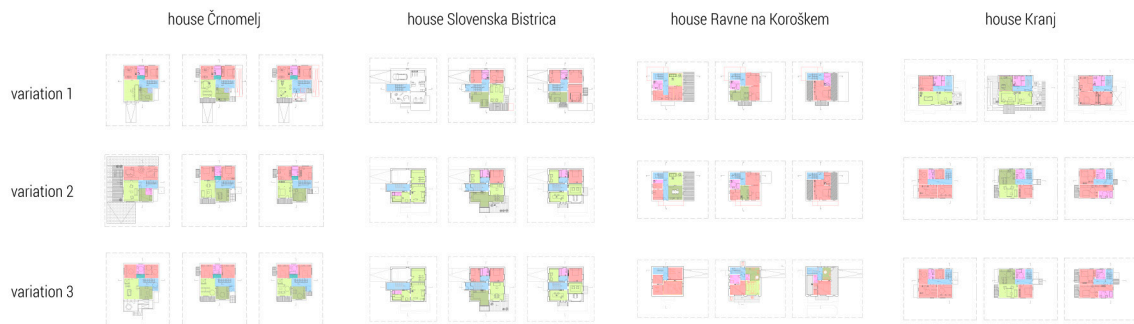 house Črnomelj
house Slovenska Bistrica
house Ravne na Koroškem
house Kranj
variation 1
variation 2
variation 3